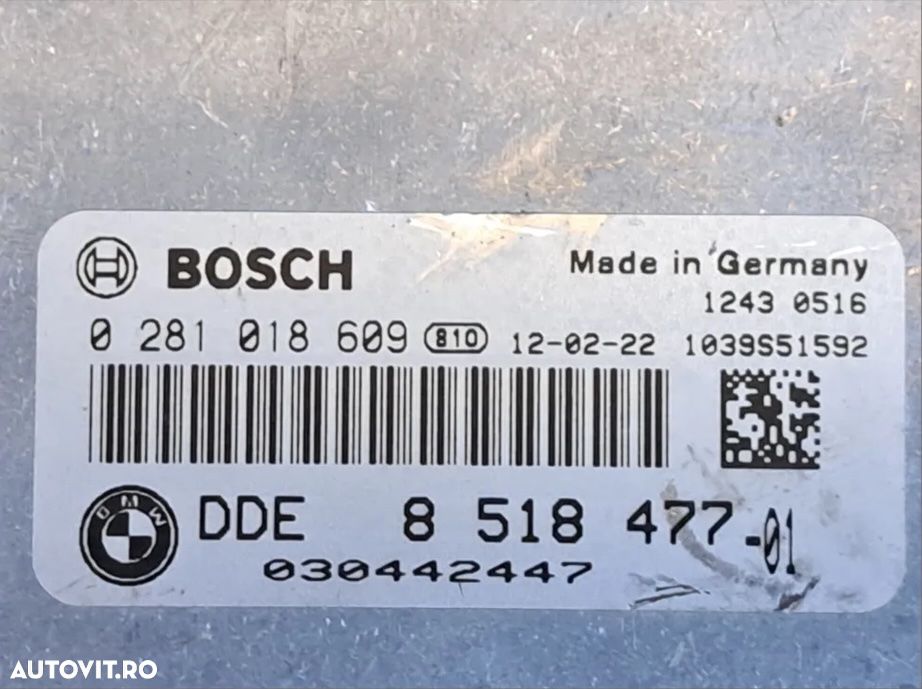 BOSCH
Made in Germany
1243 0516
0 281 018 609 810 12-02-22 1039S51592
BMW
DDE 8 518 477-01
030442447
AUTOVIT.RO